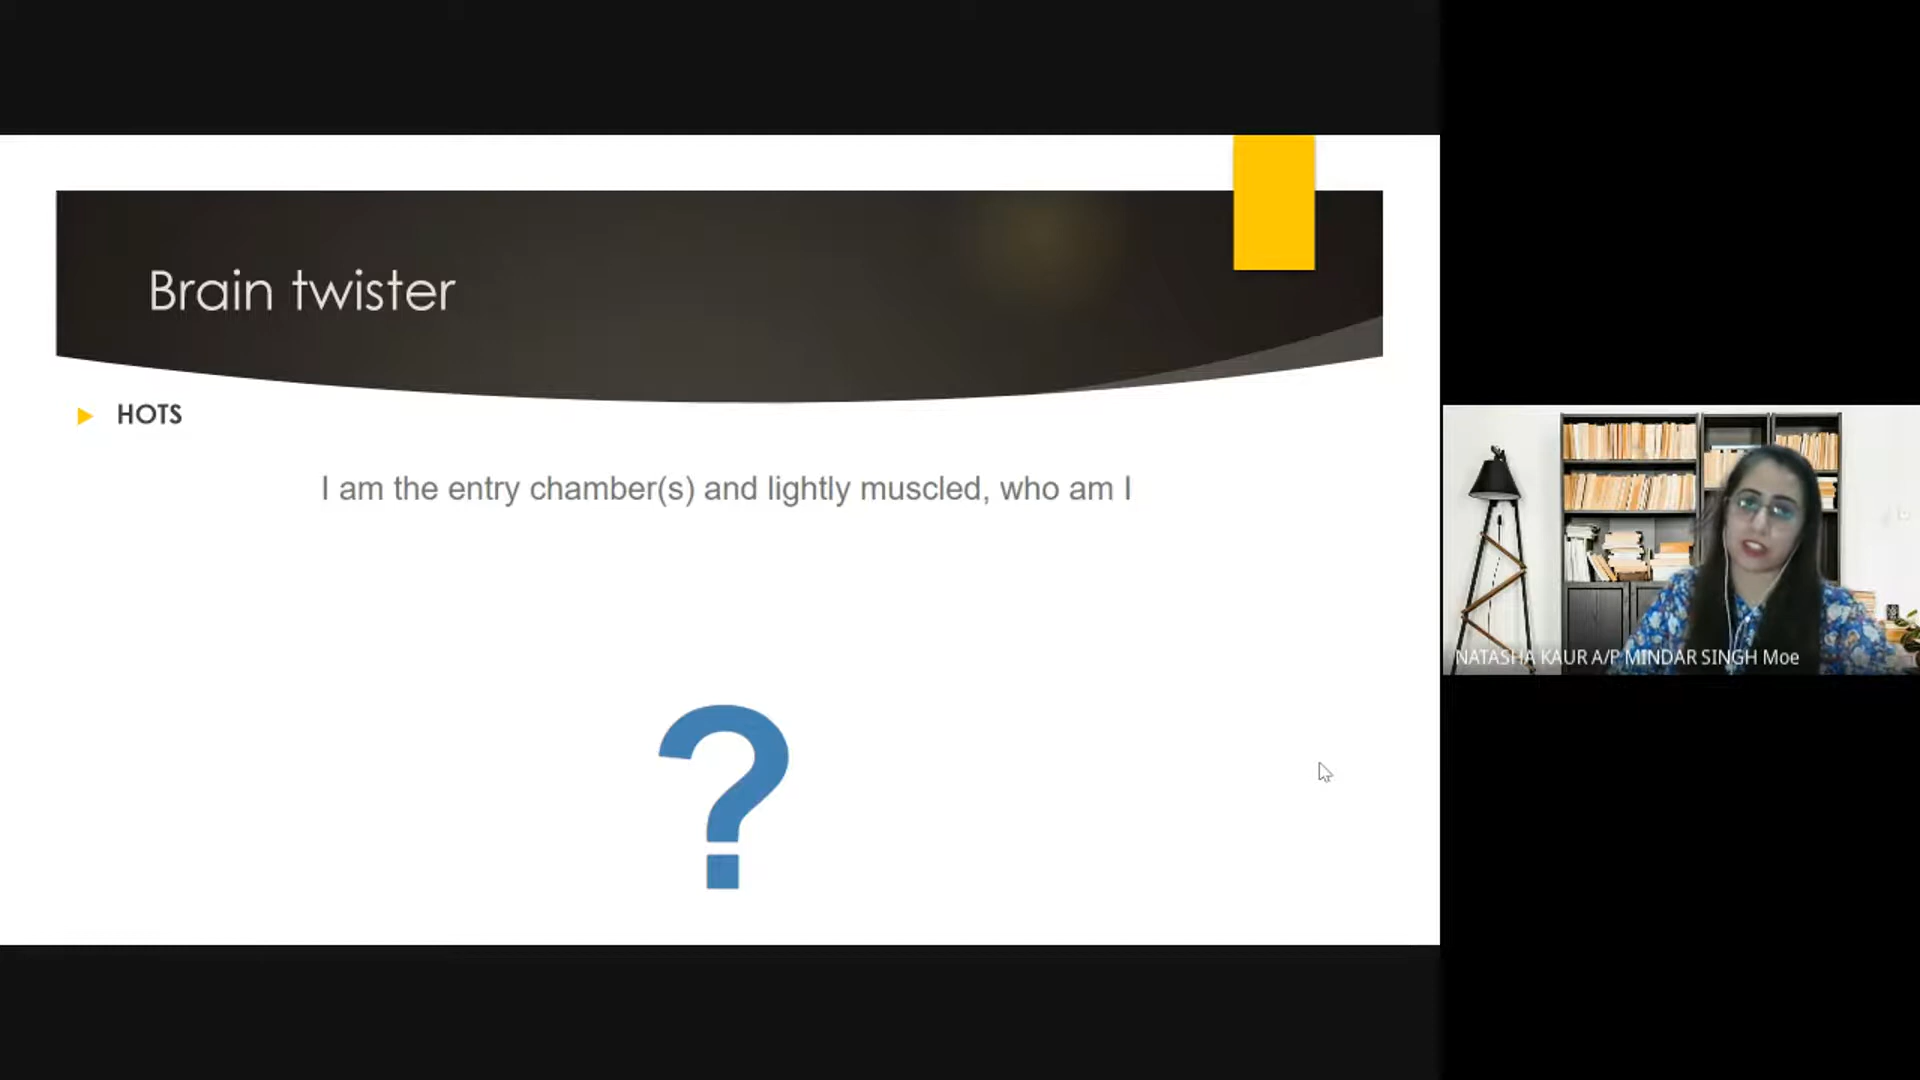 Brain twister
HOTS
I am the entry chamber(s) and lightly muscled, who am I
?
NATASHA KAUR A/P MINDAR SINGH Moe